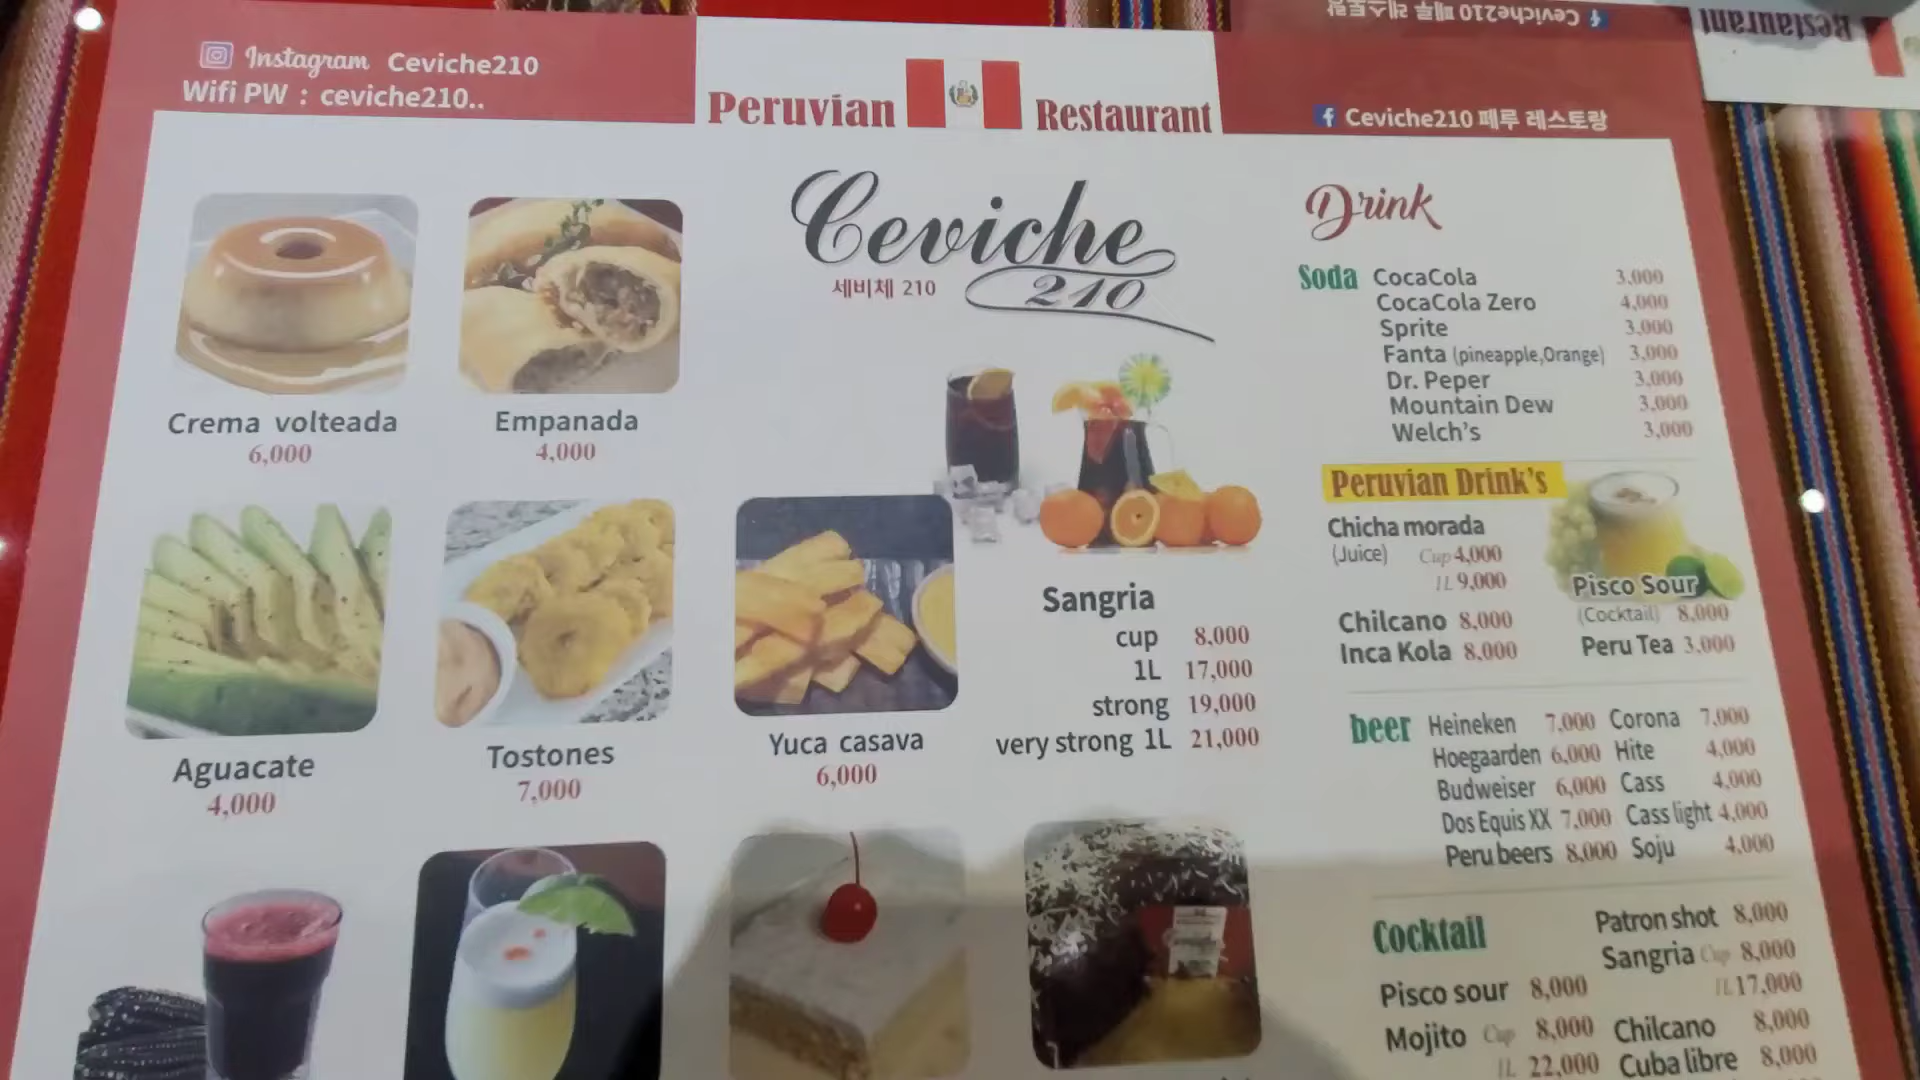 Instagram Ceviche210
Wifi PW : ceviche210..
Peruvian Restaurant
Ceviche210 페루 레스토랑
Ceviche210 페루 레스토랑
Restaurant
Ceviche
세비체 210
210
Crema volteada
6,000
Empanada
4,000
Aguacate
4,000
Tostones
7,000
Yuca casava
6,000
Sangria
cup 8,000
1L 17,000
strong 19,000
very strong 1L 21,000
Drink
Soda CocaCola 3,000
CocaCola Zero 4,000
Sprite 3,000
Fanta (pineapple,Orange) 3,000
Dr. Peper 3,000
Mountain Dew 3,000
Welch's 3,000
Peruvian Drink's
Chicha morada
(Juice) Cup 4,000
1L 9,000
Chilcano 8,000
Inca Kola 8,000
Pisco Sour
(Cocktail) 8,000
Peru Tea 3,000
beer Heineken 7,000 Corona 7,000
Hoegaarden 6,000 Hite 4,000
Budweiser 6,000 Cass 4,000
Dos Equis XX 7,000 Cass light 4,000
Peru beers 8,000 Soju 4,000
Cocktail
Patron shot 8,000
Sangria Cup 8,000
1L 17,000
Pisco sour 8,000
Mojito Cup 8,000 Chilcano 8,000
1L 22,000 Cuba libre 8,000